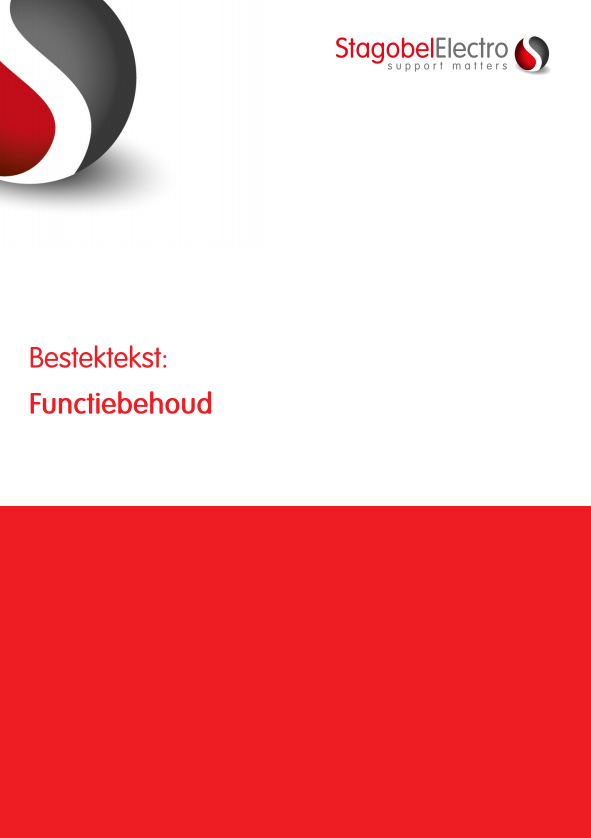 StagobelElectro
support matters
Bestektekst:
Functiebehoud